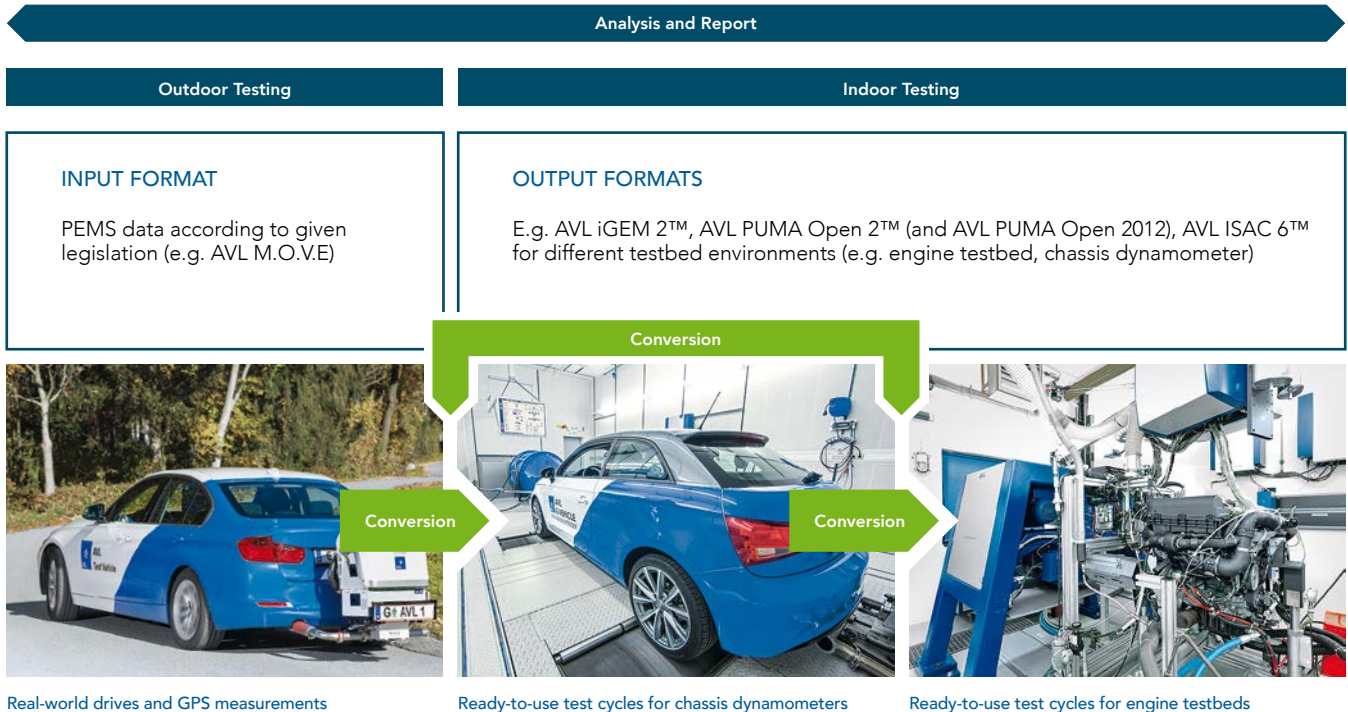 Analysis and Report
Outdoor Testing
Indoor Testing
INPUT FORMAT
PEMS data according to given
legislation (e.g. AVL M.O.V.E)
OUTPUT FORMATS
E.g. AVL iGEM 2™, AVL PUMA Open 2™ (and AVL PUMA Open 2012), AVL ISAC 6™
for different testbed environments (e.g. engine testbed, chassis dynamometer)
Conversion
Conversion
Conversion
AVL
Test Vehicle
G AVL 1
AVL
Real-world drives and GPS measurements
Ready-to-use test cycles for chassis dynamometers
Ready-to-use test cycles for engine testbeds